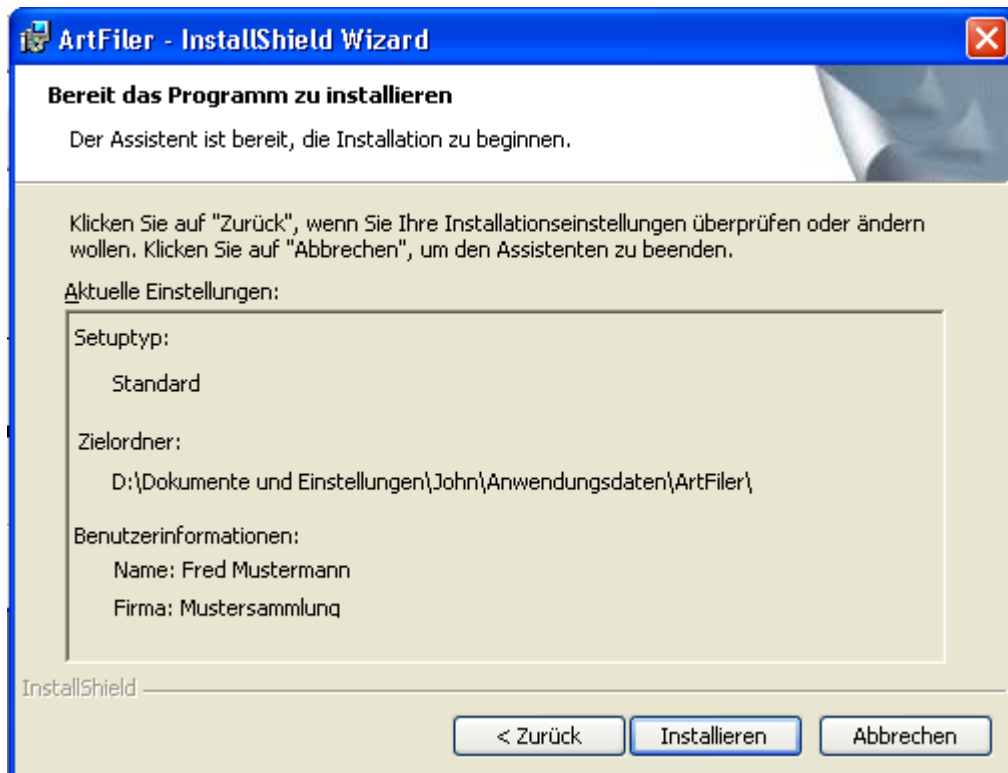 ArtFiler - InstallShield Wizard
Bereit das Programm zu installieren
Der Assistent ist bereit, die Installation zu beginnen.
Klicken Sie auf "Zurück", wenn Sie Ihre Installationseinstellungen überprüfen oder ändern
wollen. Klicken Sie auf "Abbrechen", um den Assistenten zu beenden.
Aktuelle Einstellungen:
Setuptyp:
Standard
Zielordner:
D:\Dokumente und Einstellungen\John\Anwendungsdaten\ArtFiler\
Benutzerinformationen:
Name: Fred Mustermann
Firma: Mustersammlung
InstallShield
< Zurück
Installieren
Abbrechen